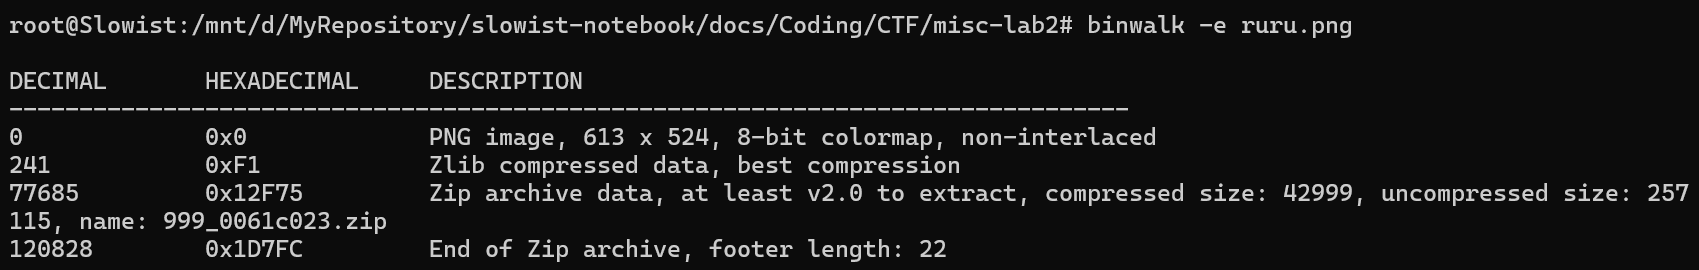 root@Slowist:/mnt/d/MyRepository/slowist-notebook/docs/Coding/CTF/misc-lab2# binwalk -e ruru.png
DECIMAL       HEXADECIMAL     DESCRIPTION
--------------------------------------------------------------------------------
0             0x0             PNG image, 613 x 524, 8-bit colormap, non-interlaced
241           0xF1            Zlib compressed data, best compression
77685         0x12F75         Zip archive data, at least v2.0 to extract, compressed size: 42999, uncompressed size: 257
115, name: 999_0061c023.zip
120828        0x1D7FC         End of Zip archive, footer length: 22